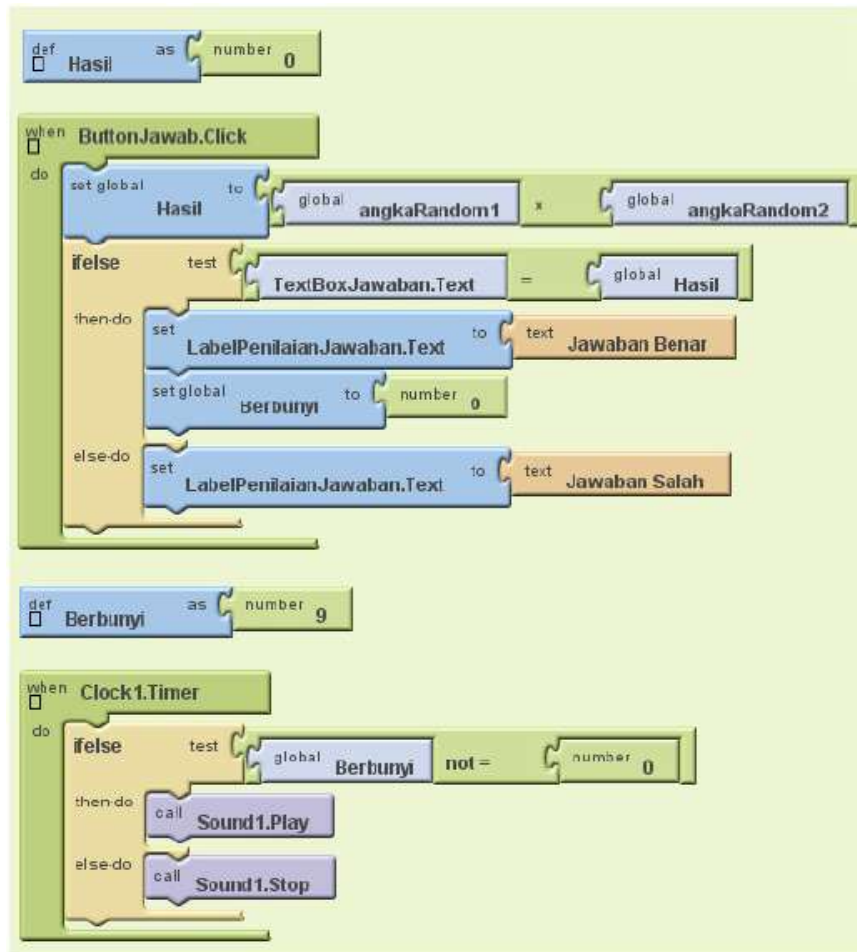 def Hasil as number 0
when ButtonJawab.Click
do set global Hasil to global angkaRandom1 x global angkaRandom2
ifelse test TextBoxJawaban.Text = global Hasil
then-do set LabelPenilaianJawaban.Text to text Jawaban Benar
set global Berbunyi to number 0
else-do set LabelPenilaianJawaban.Text to text Jawaban Salah
def Berbunyi as number 9
when Clock1.Timer
do ifelse test global Berbunyi not = number 0
then-do call Sound1.Play
else-do call Sound1.Stop